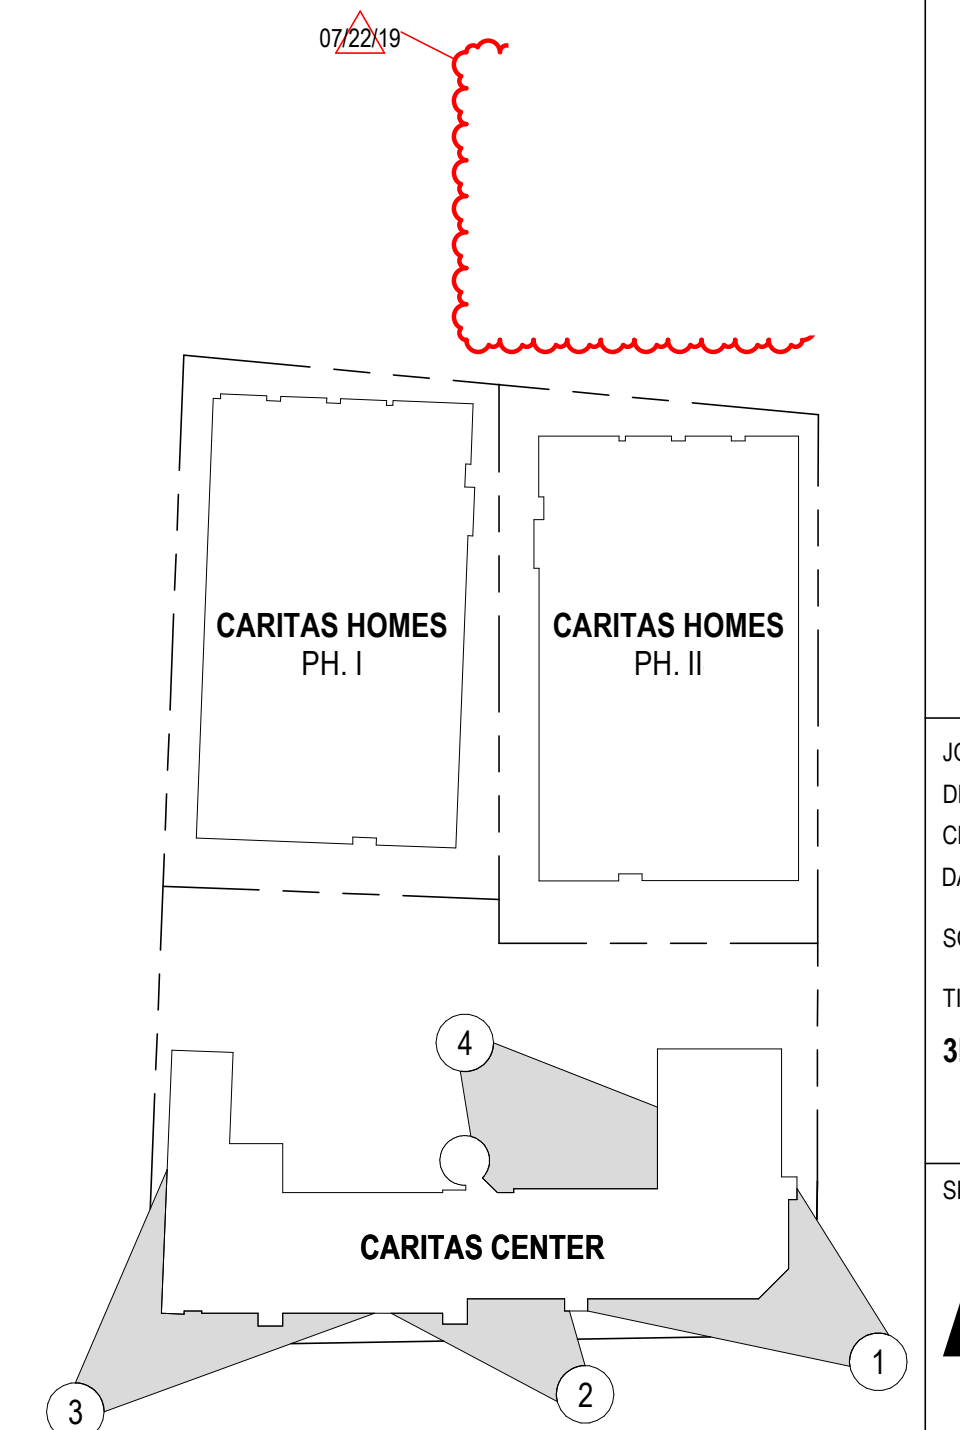 07/22/19
CARITAS HOMES
PH. I
CARITAS HOMES
PH. II
4
CARITAS CENTER
1
2
3